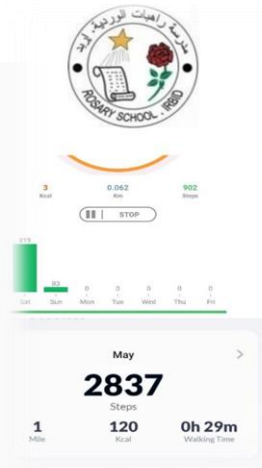 مدرسة راهبات الوردية. إربد
ROSARY SCHOOL . IRBID
3 0.062 902
Kcal Km Steps
STOP
319
83 0 0 0 0 0
Sat Sun Mon Tue Wed Thu Fri
May >
2837
Steps
1 120 0h 29m
Mile Kcal Walking Time